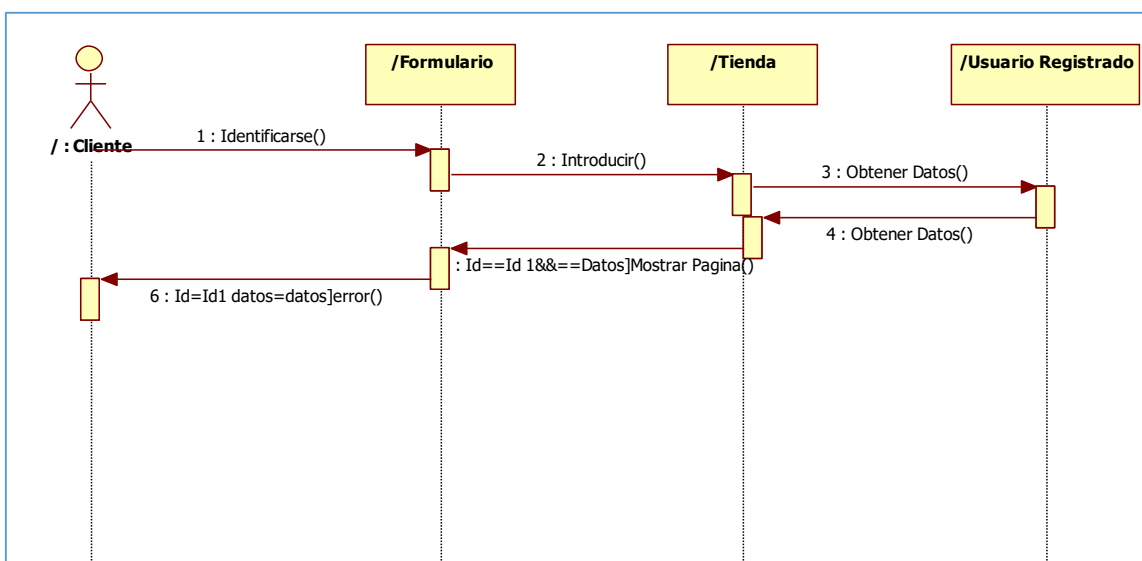 /Formulario
/Tienda
/Usuario Registrado
/ : Cliente
1 : Identificarse()
2 : Introducir()
3 : Obtener Datos()
4 : Obtener Datos()
: Id==Id 1&&==Datos]Mostrar Pagina()
6 : Id=Id1 datos=datos]error()